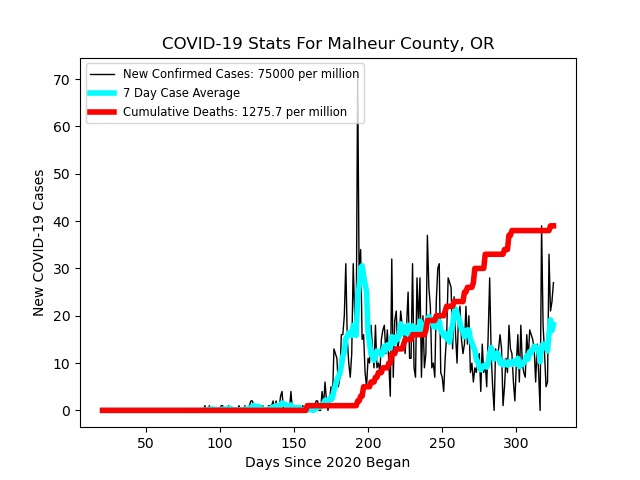 COVID-19 Stats For Malheur County, OR
New Confirmed Cases: 75000 per million
7 Day Case Average
Cumulative Deaths: 1275.7 per million
New COVID-19 Cases
70
60
50
40
30
20
10
0
50
100
150
200
250
300
Days Since 2020 Began